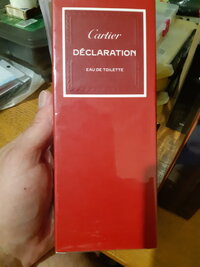 Cartier
DÉCLARATION
EAU DE TOILETTE